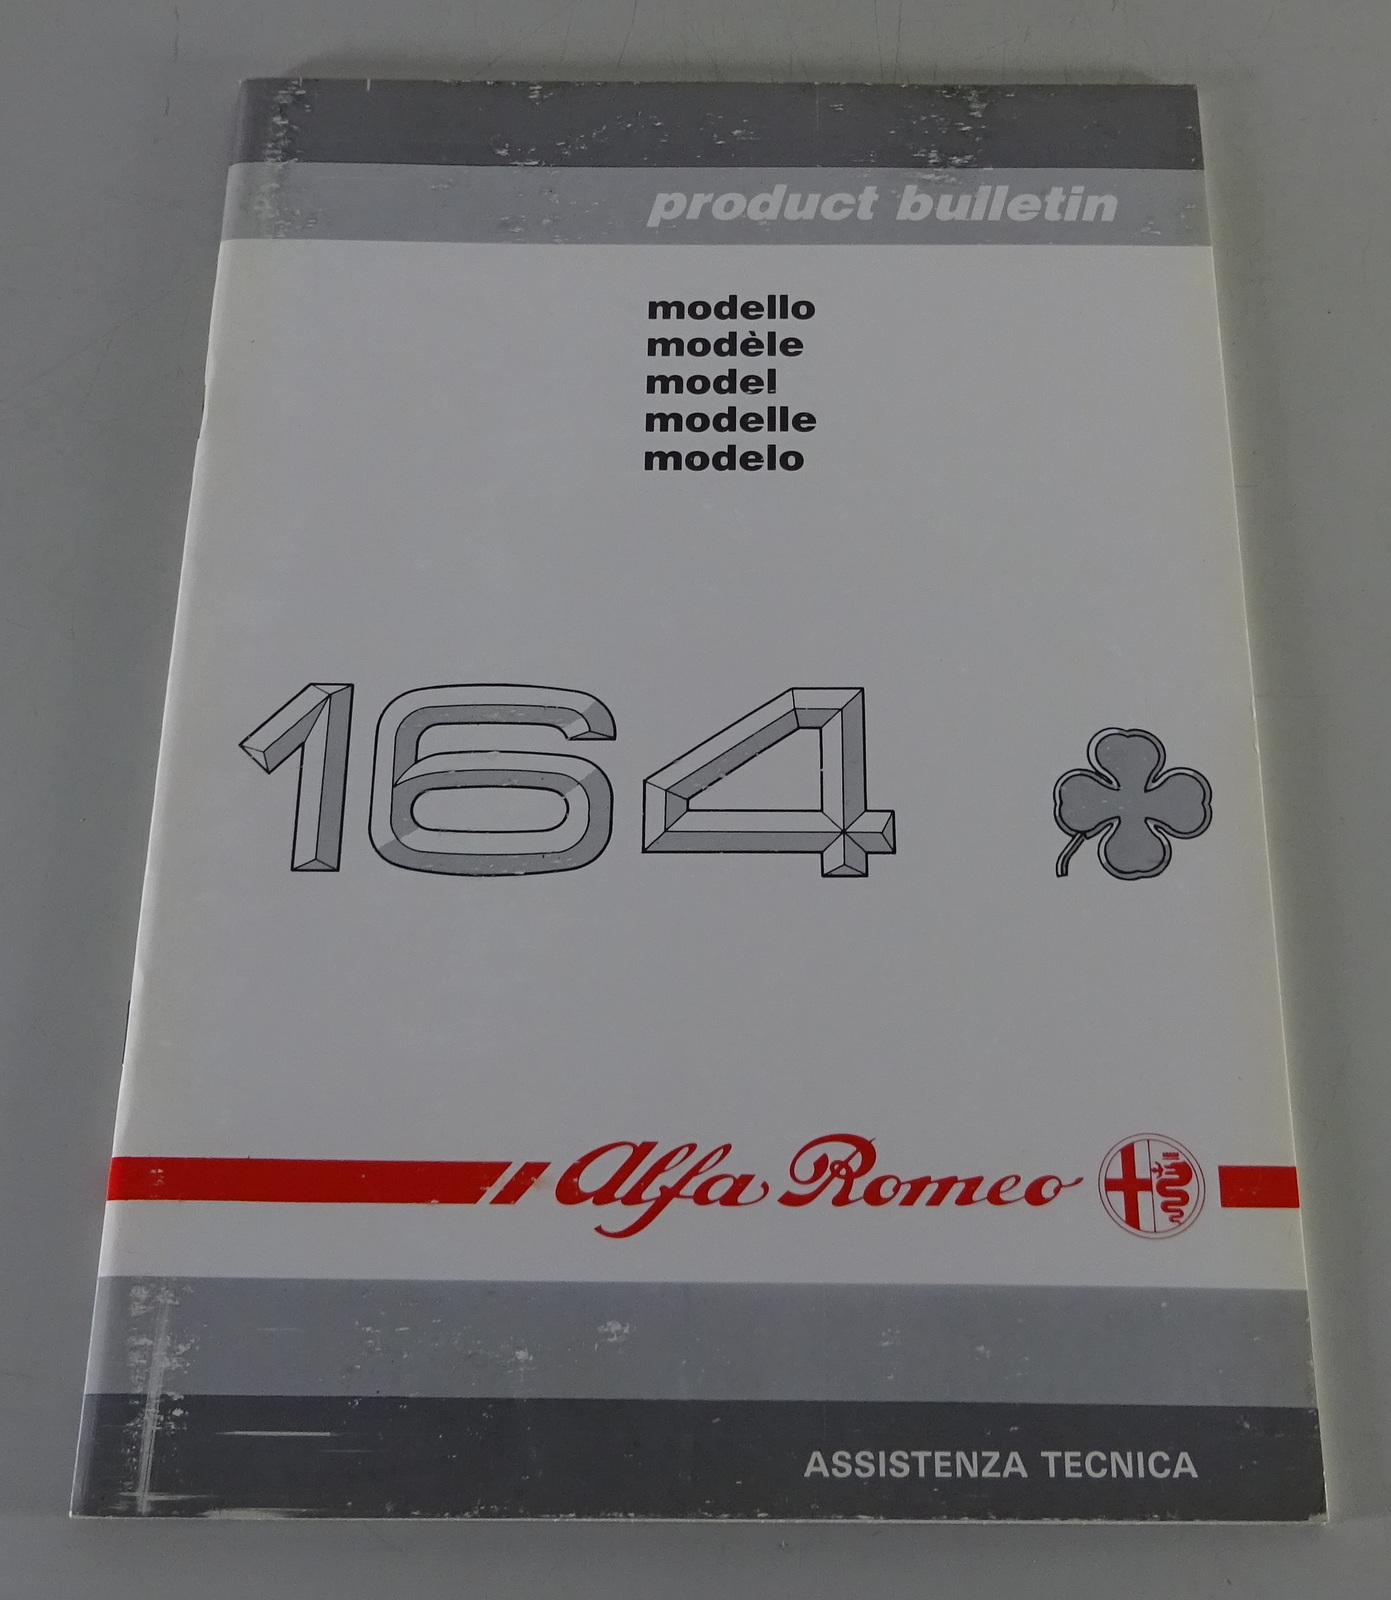 product bulletin
modello
modèle
model
modelle
modelo
164
Alfa Romeo
ASSISTENZA TECNICA